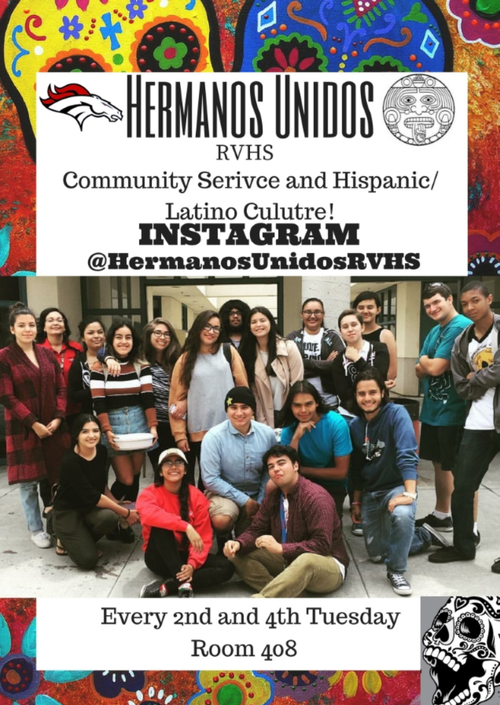 HERMANOS UNIDOS
RVHS
Community Serivce and Hispanic/
Latino Culutre!
INSTAGRAM
@HermanosUnidosRVHS
Every 2nd and 4th Tuesday
Room 408